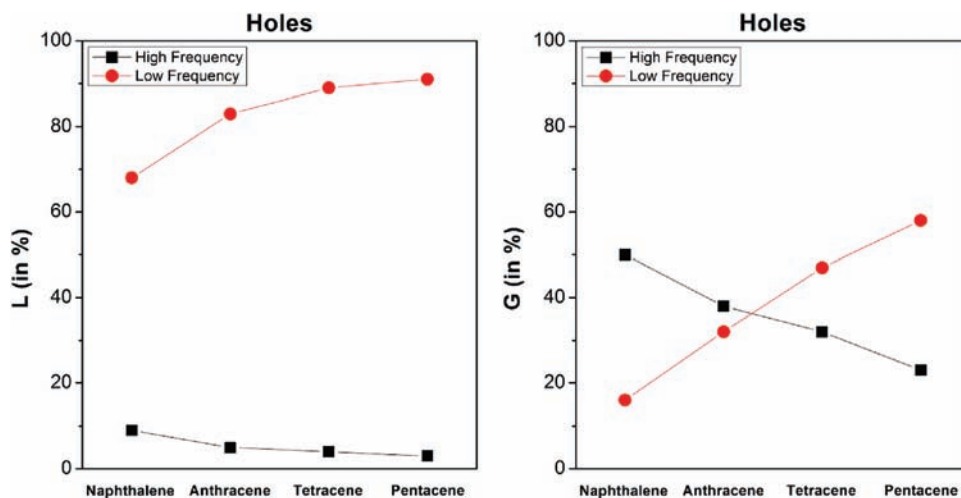 Holes
100
80
60
40
20
0
L (in %)
High Frequency
Low Frequency
Naphthalene Anthracene Tetracene Pentacene
Holes
100
80
60
40
20
0
G (in %)
High Frequency
Low Frequency
Naphthalene Anthracene Tetracene Pentacene